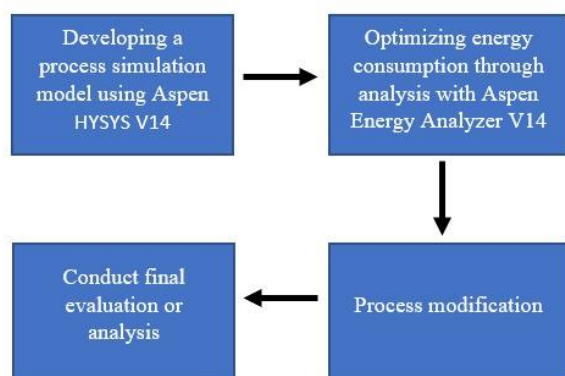 Developing a
process simulation
model using Aspen
HYSYS V14
Optimizing energy
consumption through
analysis with Aspen
Energy Analyzer V14
Process modification
Conduct final
evaluation or
analysis